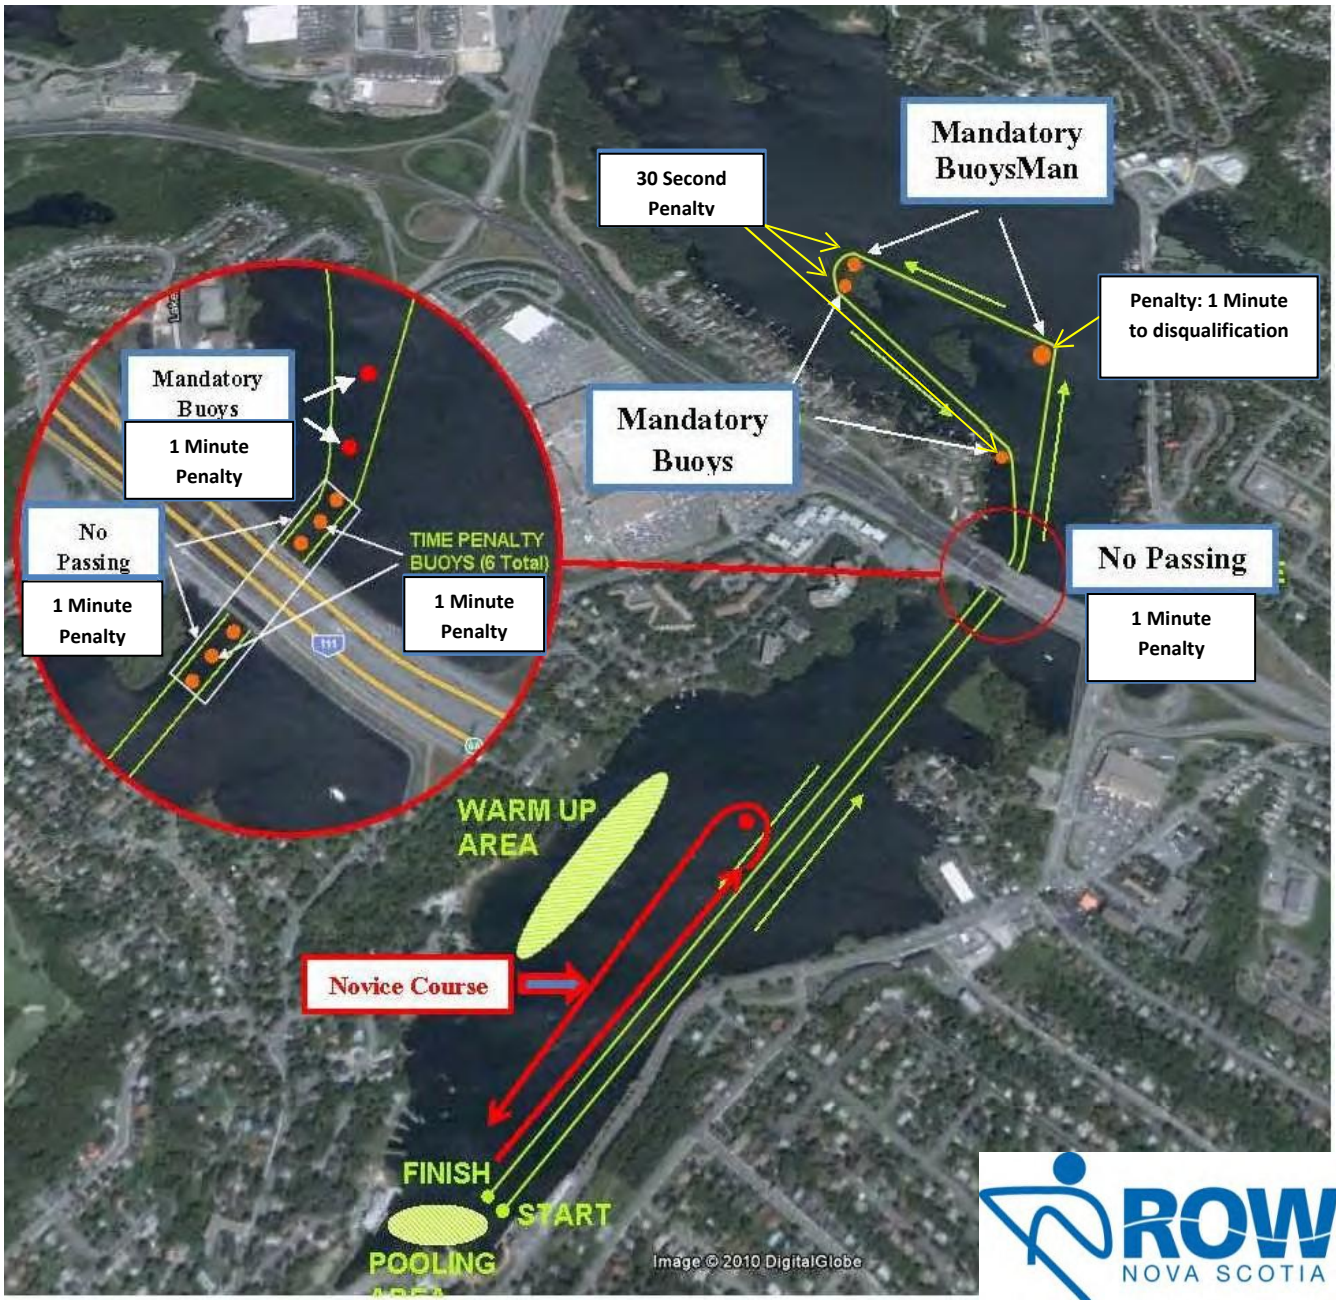 Mandatory
BuoysMan
30 Second
Penalty
Penalty: 1 Minute
to disqualification
Mandatory
Buoys
1 Minute
Penalty
Mandatory
Buoys
No
Passing
1 Minute
Penalty
TIME PENALTY
BUOYS (6 Total)
1 Minute
Penalty
111
No Passing
E
1 Minute
Penalty
WARM UP
AREA
Novice Course
FINISH
START
POOLING
AREA
Image © 2010 DigitalGlobe
ROW
NOVA SCOTIA